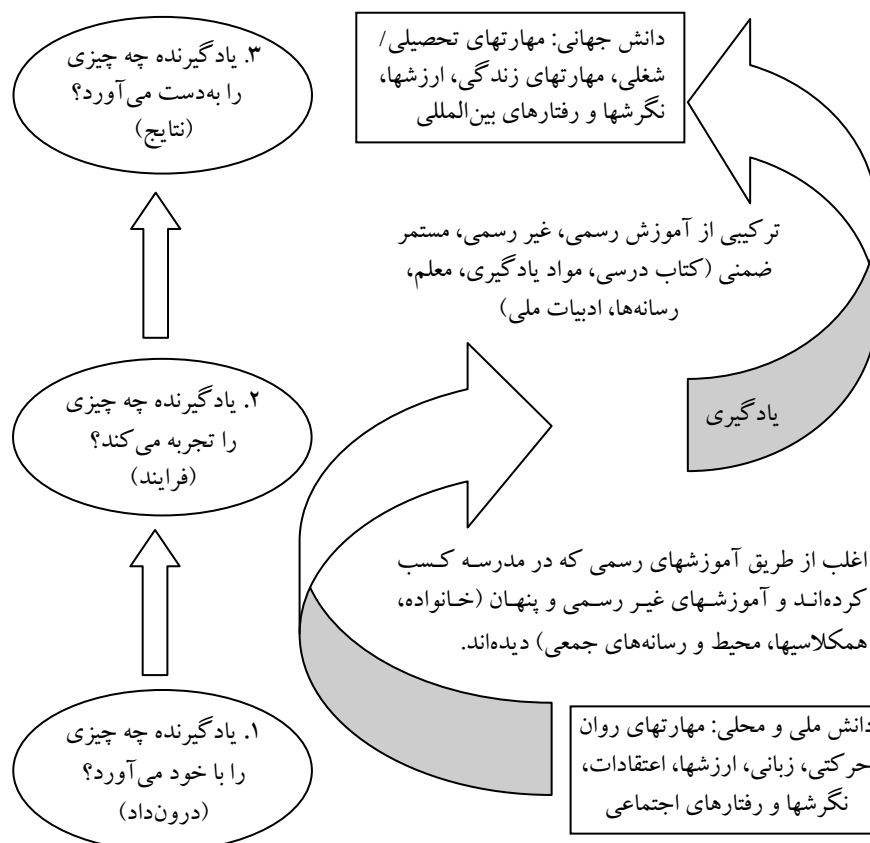 ۳. یادگیرنده چه چیزی
را به‌دست می‌آورد؟
(نتایج)
دانش جهانی: مهارتهای تحصیلی/
شغلی، مهارتهای زندگی، ارزشها،
نگرشها و رفتارهای بین‌المللی
ترکیبی از آموزش رسمی، غیر رسمی، مستمر
ضمنی (کتاب درسی، مواد یادگیری، معلم،
رسانه‌ها، ادبیات ملی)
۲. یادگیرنده چه چیزی
را تجربه می‌کند؟
(فرایند)
یادگیری
اغلب از طریق آموزشهای رسمی که در مدرسه کسب
کرده‌اند و آموزشهای غیر رسمی و پنهان (خانواده،
همکلاسیها، محیط و رسانه‌های جمعی) دیده‌اند.
۱. یادگیرنده چه چیزی
را با خود می‌آورد؟
(درون‌داد)
دانش ملی و محلی: مهارتهای روان
حرکتی، زبانی، ارزشها، اعتقادات،
نگرشها و رفتارهای اجتماعی